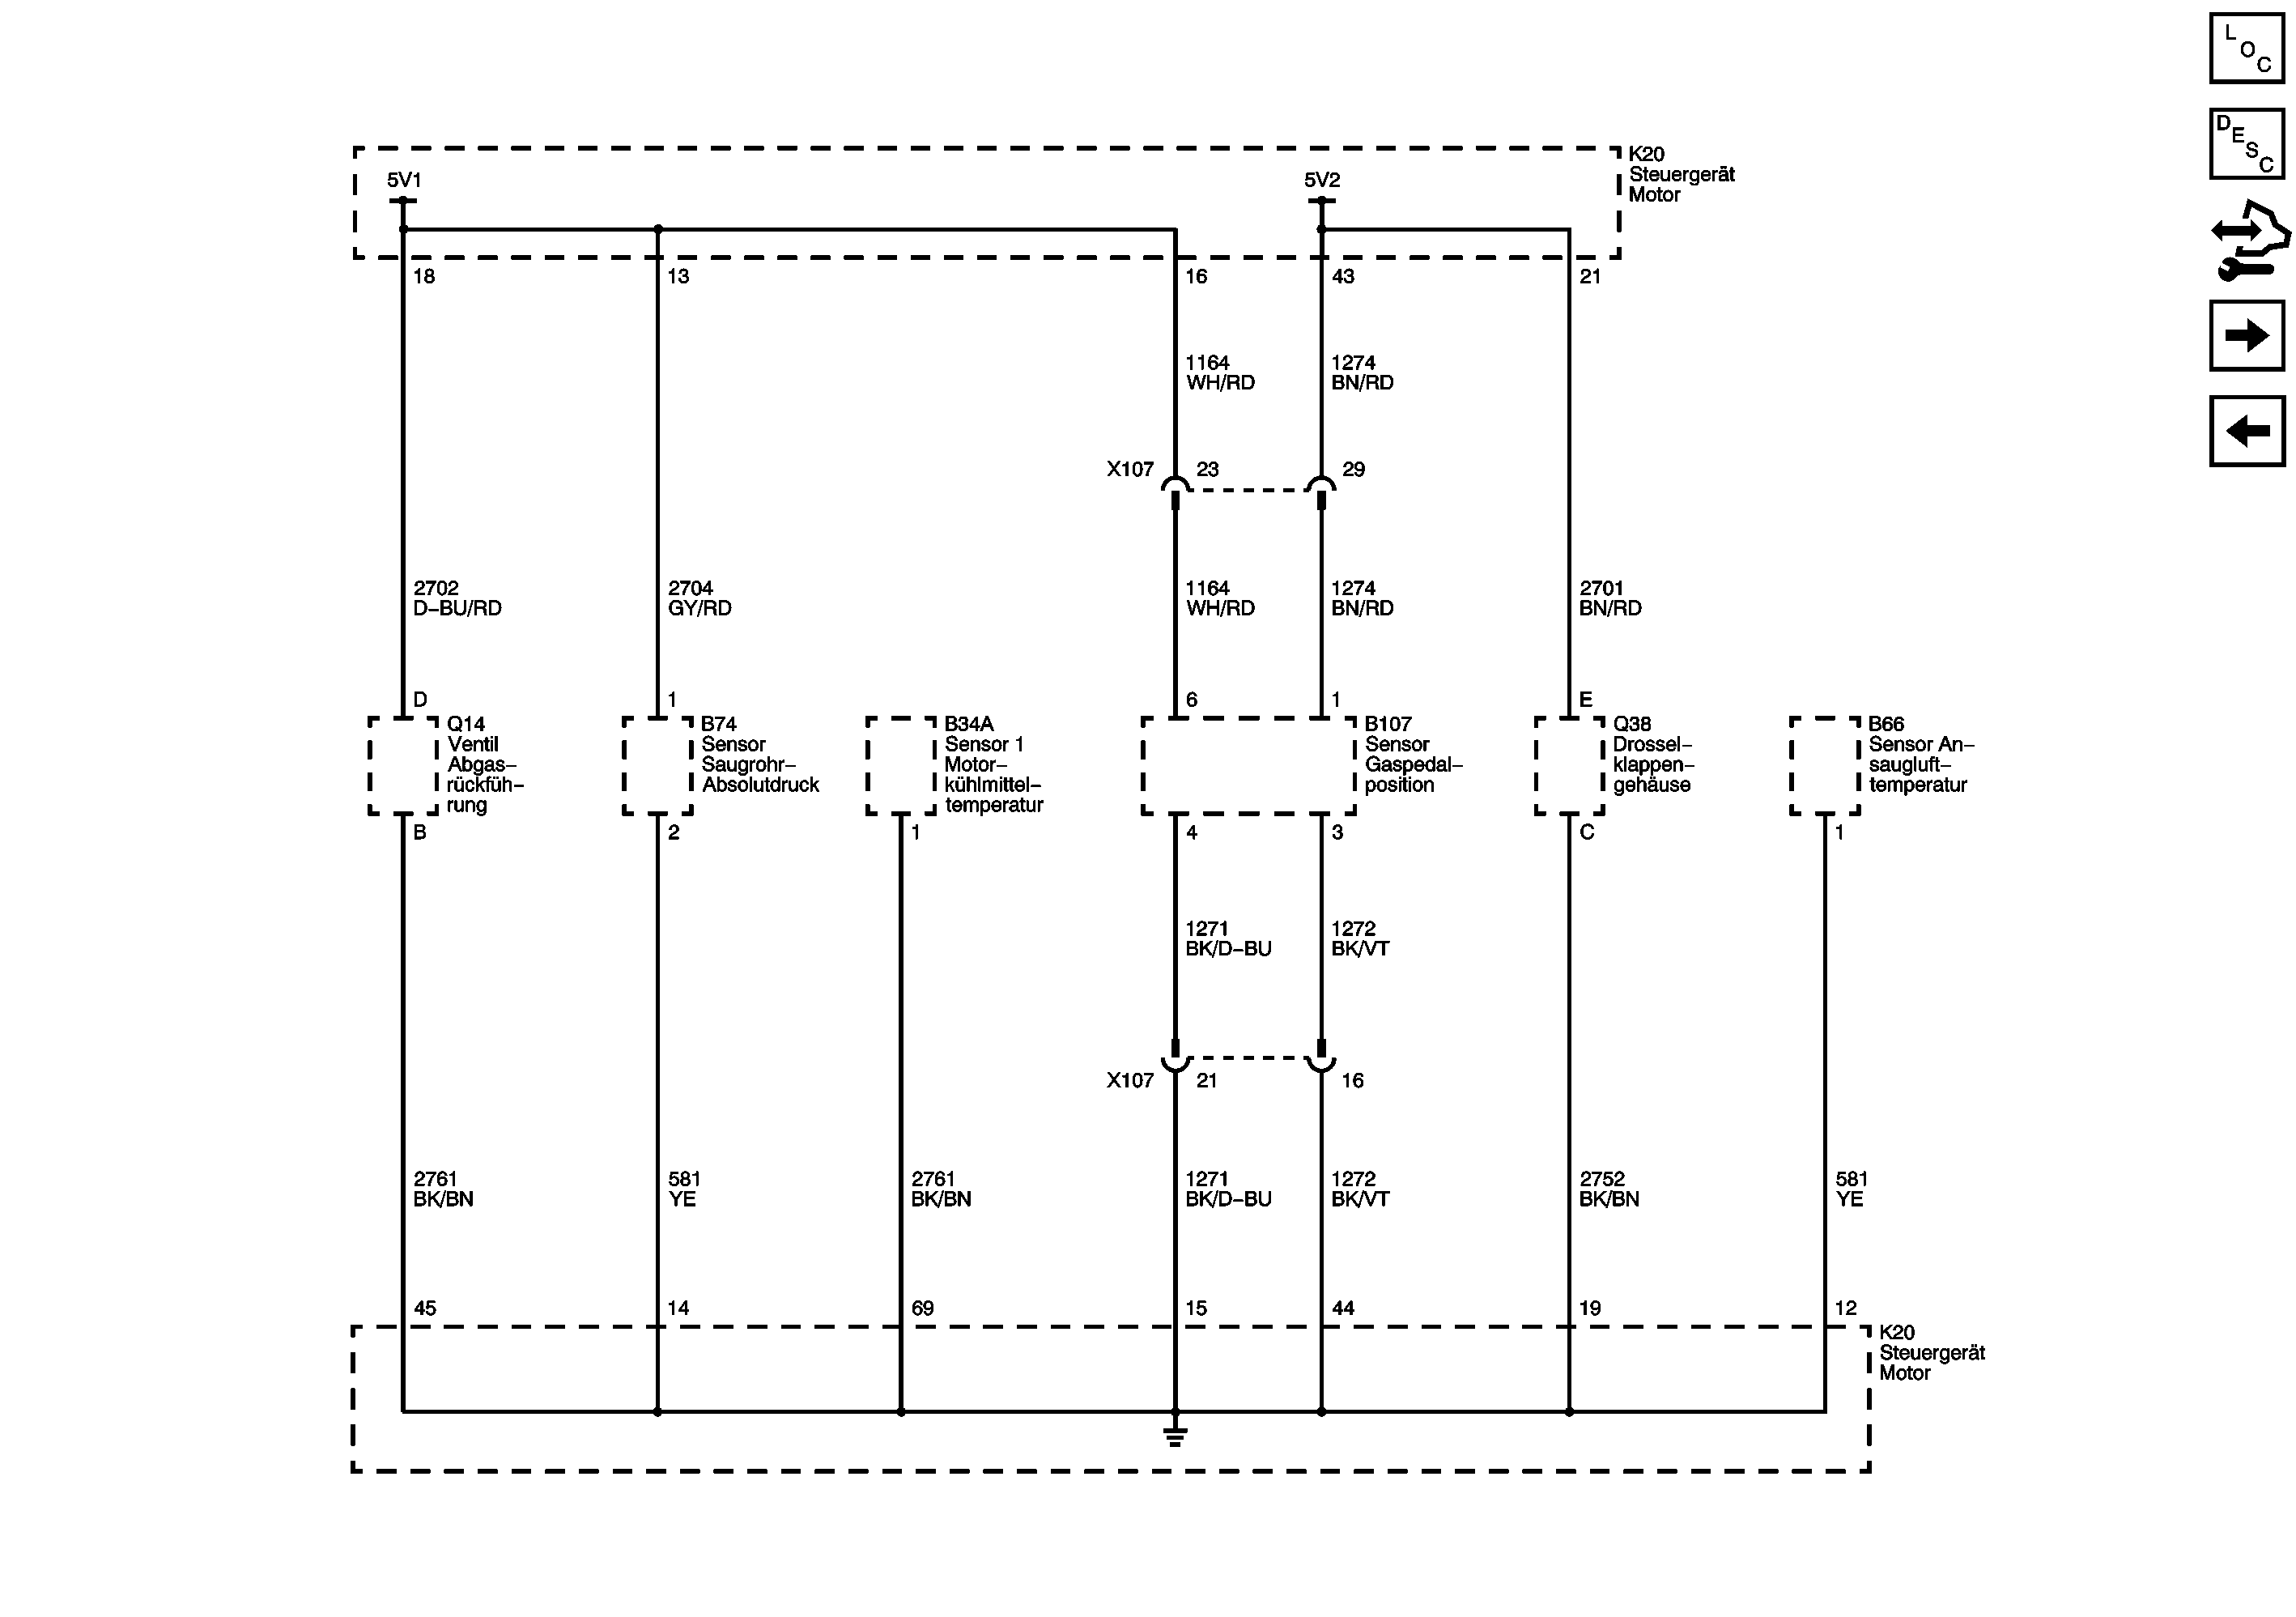 L
O
C
D
E
S
C
K20
Steuergerät
Motor
5V1
5V2
18
13
16
43
21
1164
WH/RD
1274
BN/RD
X107
23
29
2702
D-BU/RD
2704
GY/RD
1164
WH/RD
1274
BN/RD
2701
BN/RD
D
1
6
1
E
Q14
Ventil
Abgas-
rückfüh-
rung
B74
Sensor
Saugrohr-
Absolutdruck
B34A
Sensor 1
Motor-
kühlmittel-
temperatur
B107
Sensor
Gaspedal-
position
Q38
Drossel-
klappen-
gehäuse
B66
Sensor An-
saugluft-
temperatur
B
2
1
4
3
C
1
1271
BK/D-BU
1272
BK/VT
X107
21
16
2761
BK/BN
581
YE
2761
BK/BN
1271
BK/D-BU
1272
BK/VT
2752
BK/BN
581
YE
45
14
69
15
44
19
12
K20
Steuergerät
Motor